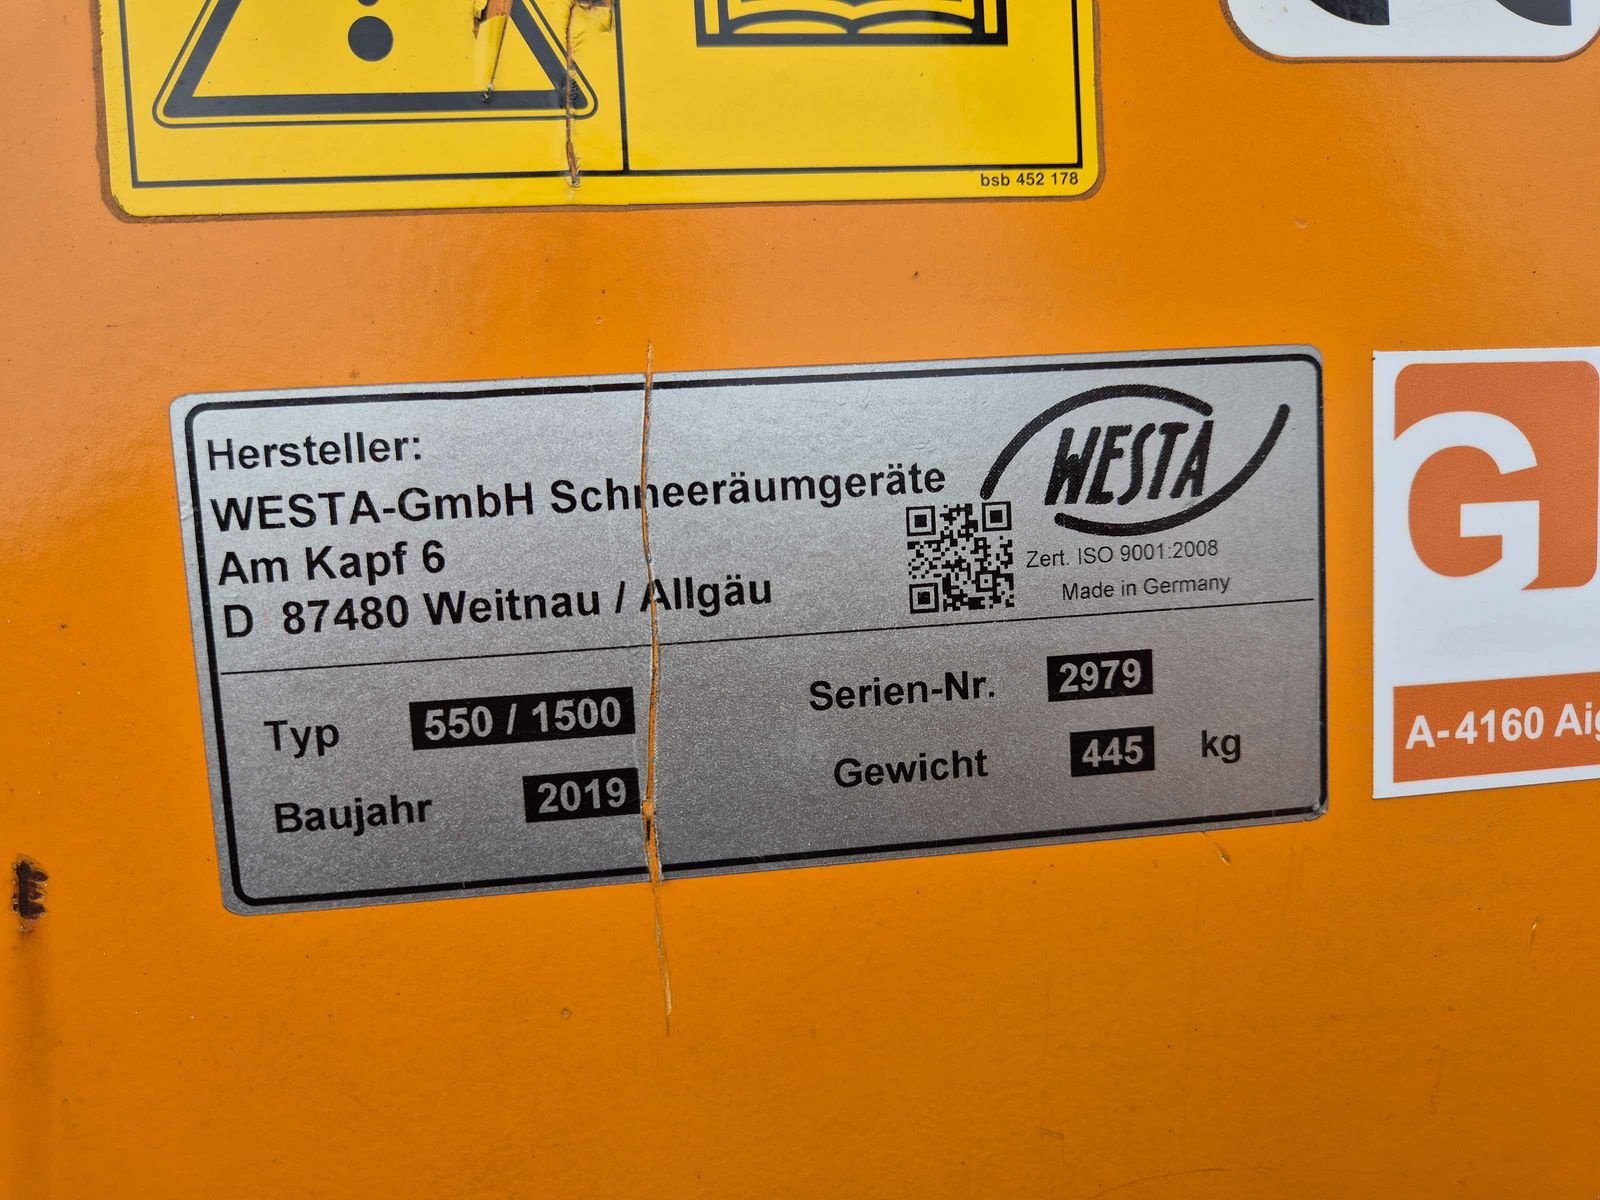 bsb 452 178
Hersteller:
WESTA-GmbH Schneeräumgeräte
Am Kapf 6
D 87480 Weitnau / Allgäu
WESTA
Zert. ISO 9001:2008
Made in Germany
Typ 550 / 1500
Serien-Nr. 2979
Baujahr 2019
Gewicht 445 kg
G
A-4160